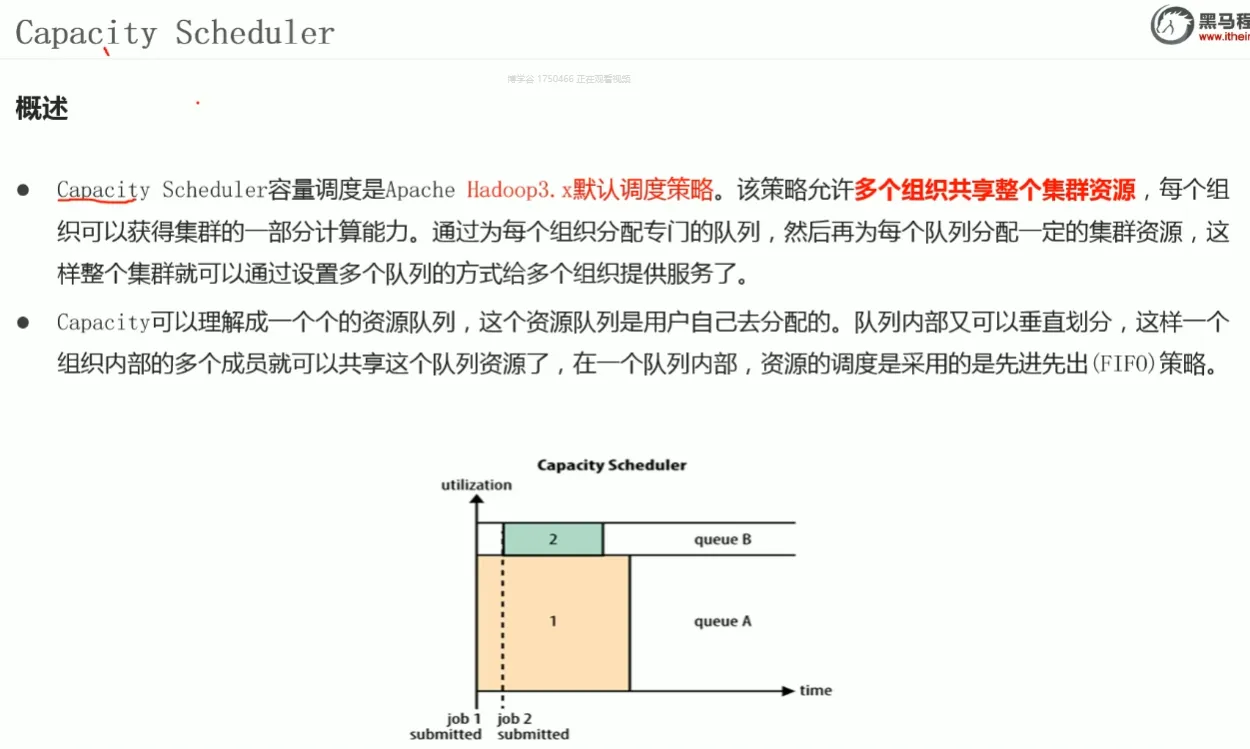 Capacity Scheduler
黑马程
www.ithei
博学谷 1750466 正在观看视频
概述
● Capacity Scheduler容量调度是Apache Hadoop3.x默认调度策略。该策略允许多个组织共享整个集群资源，每个组
织可以获得集群的一部分计算能力。通过为每个组织分配专门的队列，然后再为每个队列分配一定的集群资源，这
样整个集群就可以通过设置多个队列的方式给多个组织提供服务了。
● Capacity可以理解成一个个的资源队列，这个资源队列是用户自己去分配的。队列内部又可以垂直划分，这样一个
组织内部的多个成员就可以共享这个队列资源了，在一个队列内部，资源的调度是采用的是先进先出(FIFO)策略。
Capacity Scheduler
utilization
2
queue B
1
queue A
time
job 1
submitted
job 2
submitted